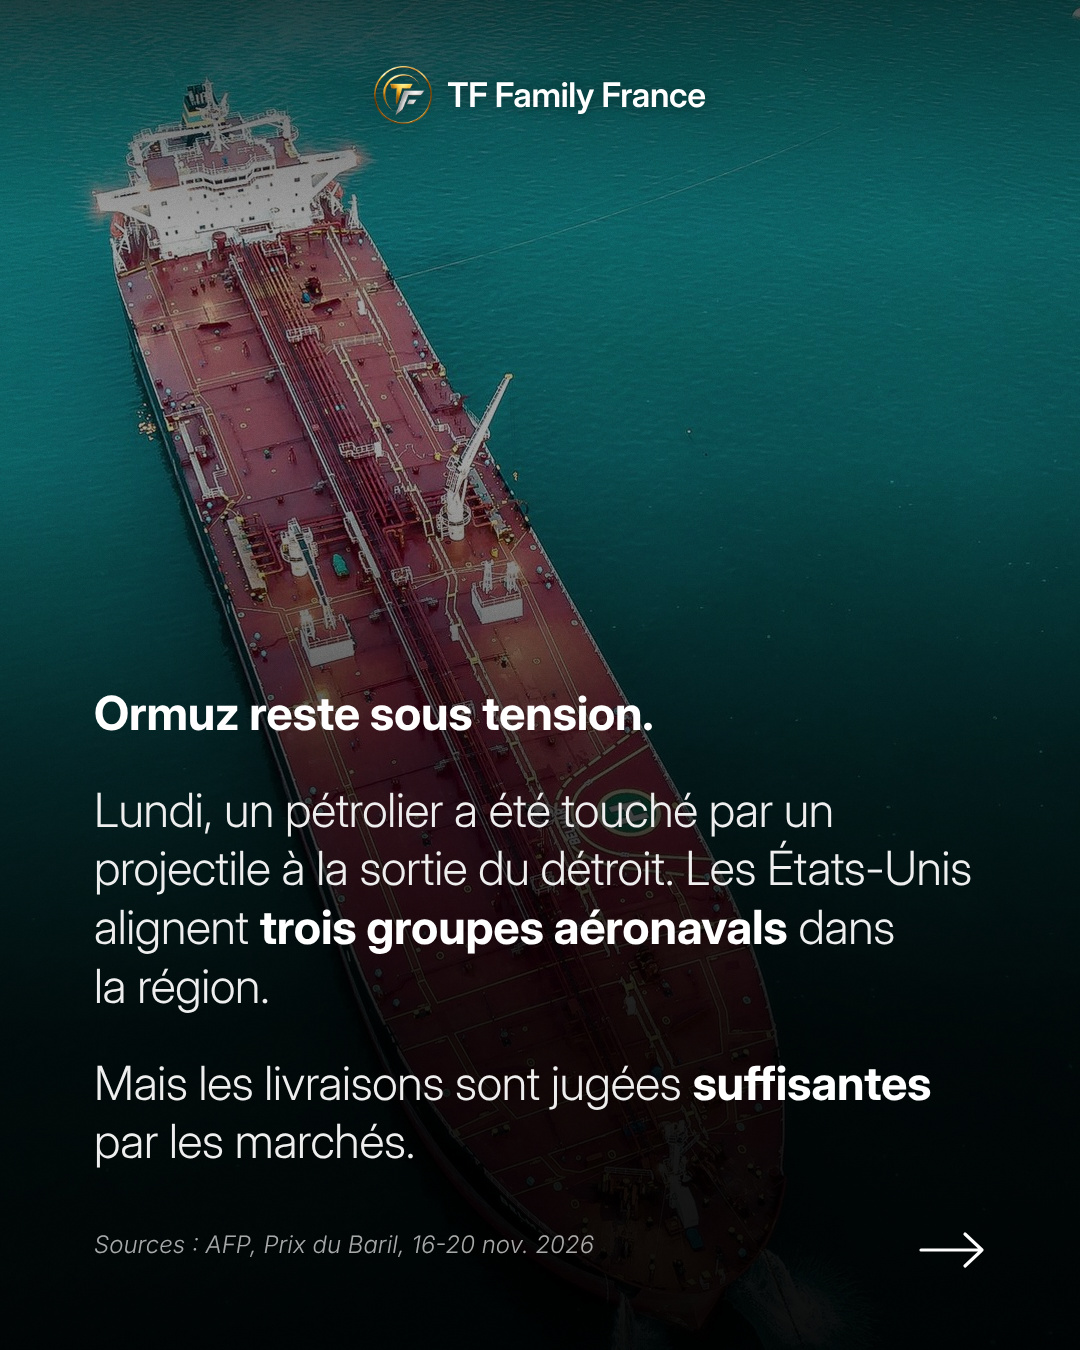 TF Family France
Ormuz reste sous tension.
Lundi, un pétrolier a été touché par un
projectile à la sortie du détroit. Les États-Unis
alignent trois groupes aéronavals dans
la région.
Mais les livraisons sont jugées suffisantes
par les marchés.
Sources : AFP, Prix du Baril, 16-20 nov. 2026